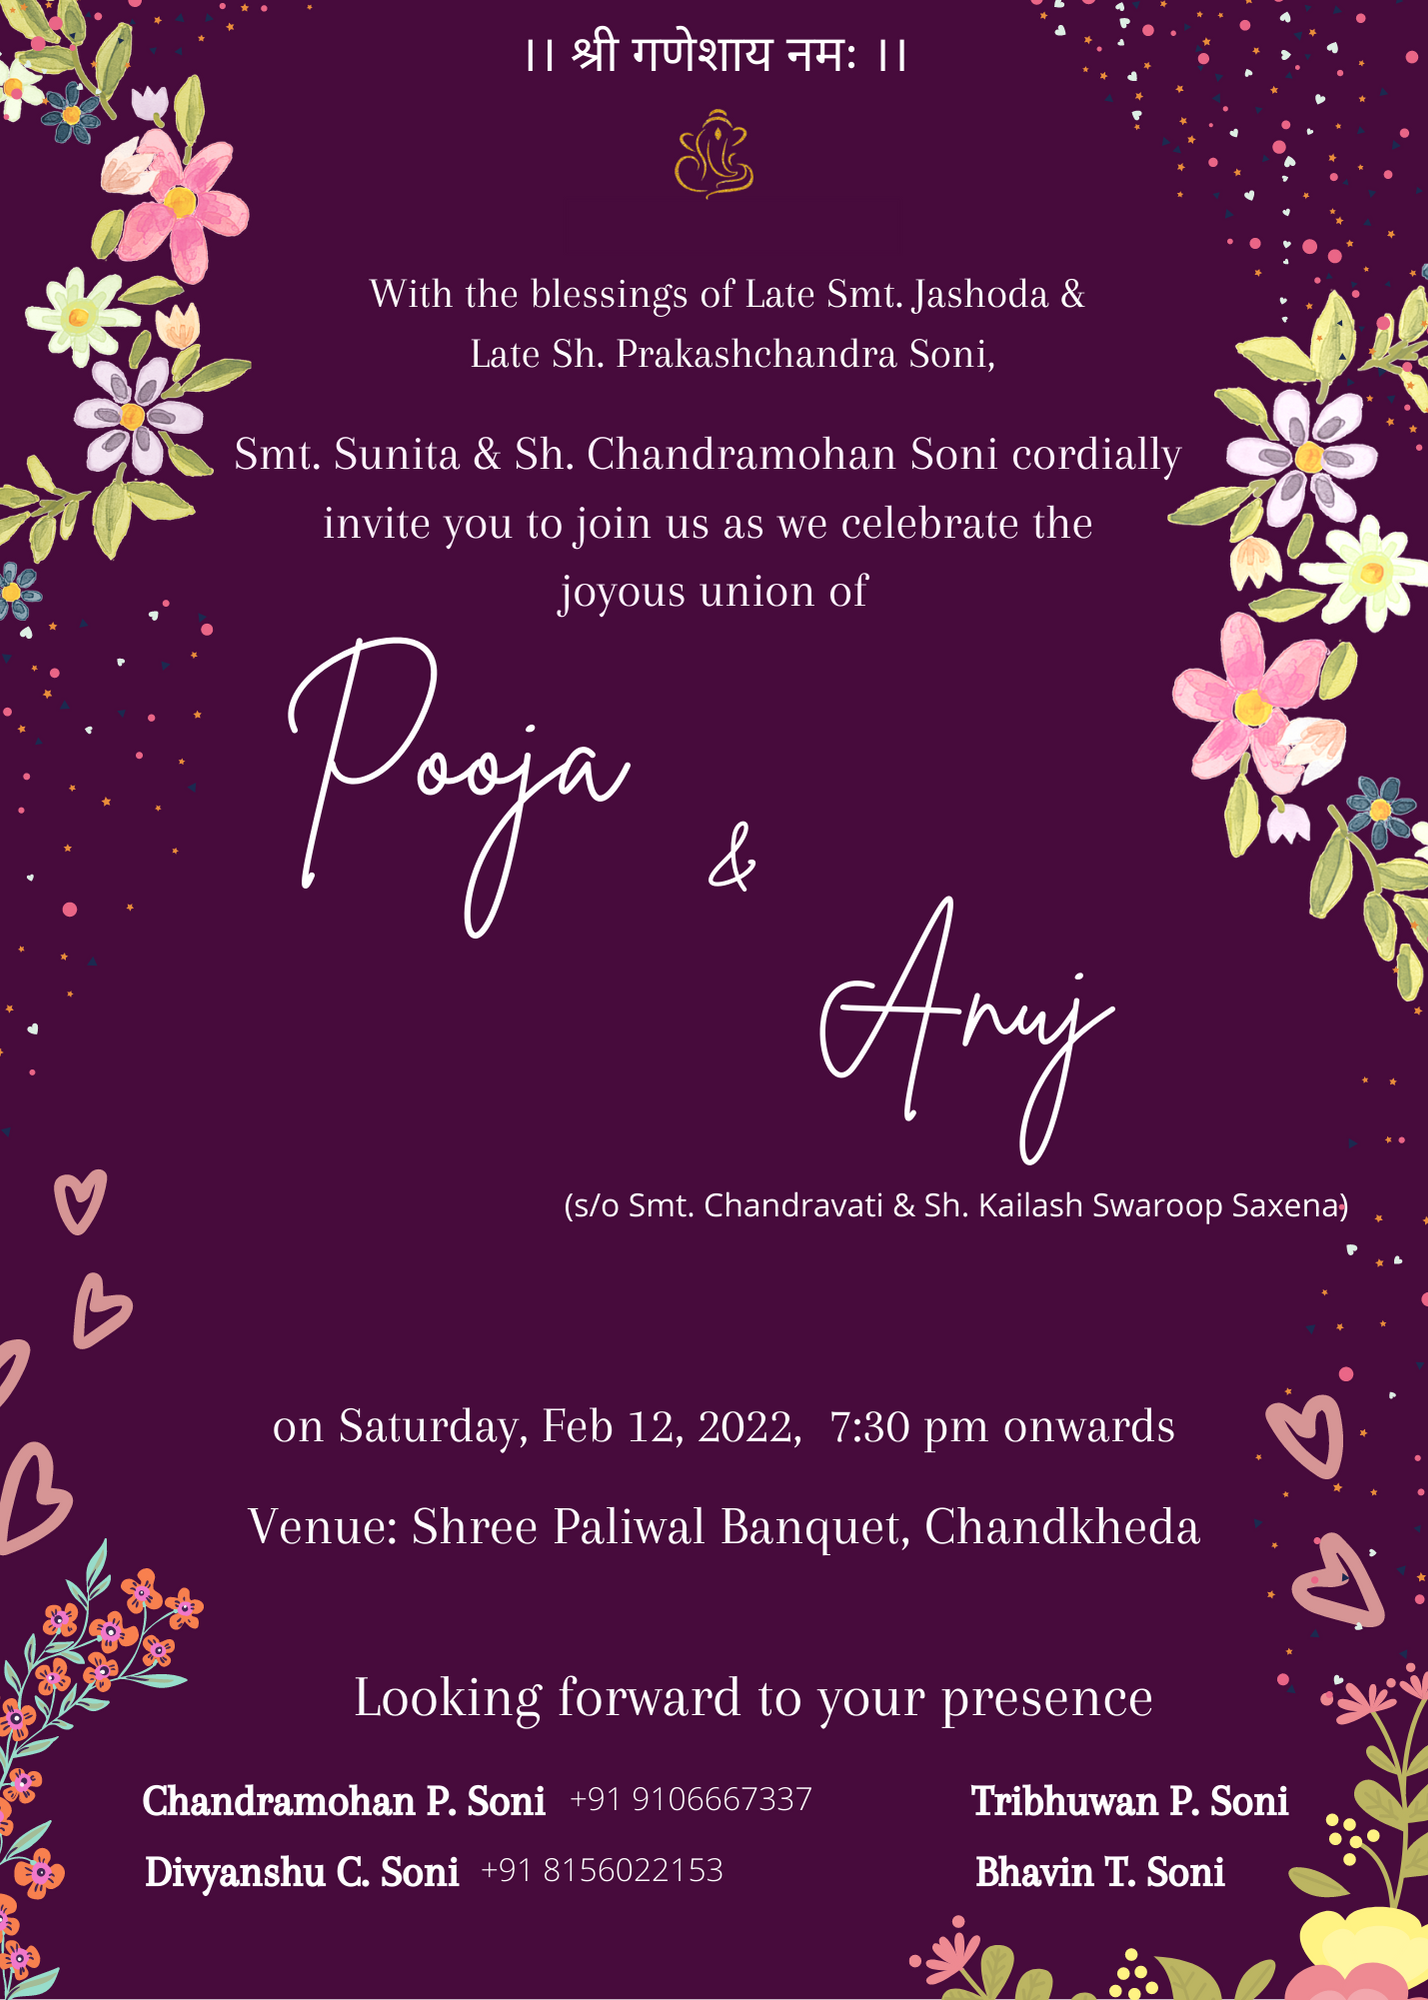 ।। श्री गणेशाय नमः ।।
With the blessings of Late Smt. Jashoda &
Late Sh. Prakashchandra Soni,
Smt. Sunita & Sh. Chandramohan Soni cordially
invite you to join us as we celebrate the
joyous union of
Pooja
&
Anuj
(s/o Smt. Chandravati & Sh. Kailash Swaroop Saxena)
on Saturday, Feb 12, 2022, 7:30 pm onwards
Venue: Shree Paliwal Banquet, Chandkheda
Looking forward to your presence
Chandramohan P. Soni +91 9106667337 Tribhuwan P. Soni
Divyanshu C. Soni +91 8156022153 Bhavin T. Soni